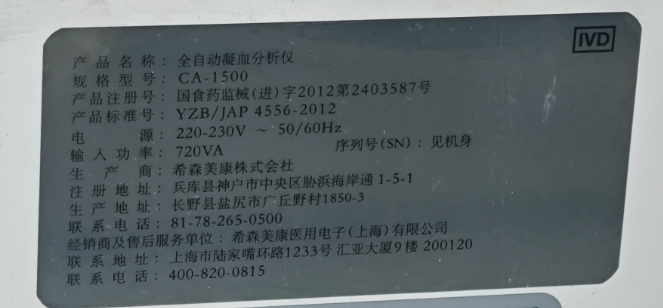 IVD
产品名称：全自动凝血分析仪
规格型号：CA-1500
产品注册号：国食药监械(进)字2012第2403587号
产品标准号：YZB/JAP 4556-2012
电 源：220-230V ~ 50/60Hz
输入功率：720VA 序列号(SN)：见机身
生 产 商：希森美康株式会社
注册地址：兵库县神户市中央区胁浜海岸通1-5-1
生产地址：长野县盐尻市广丘野村1850-3
联系电话：81-78-265-0500
经销商及售后服务单位：希森美康医用电子(上海)有限公司
联系地址：上海市陆家嘴环路1233号 汇亚大厦9楼 200120
联系电话：400-820-0815